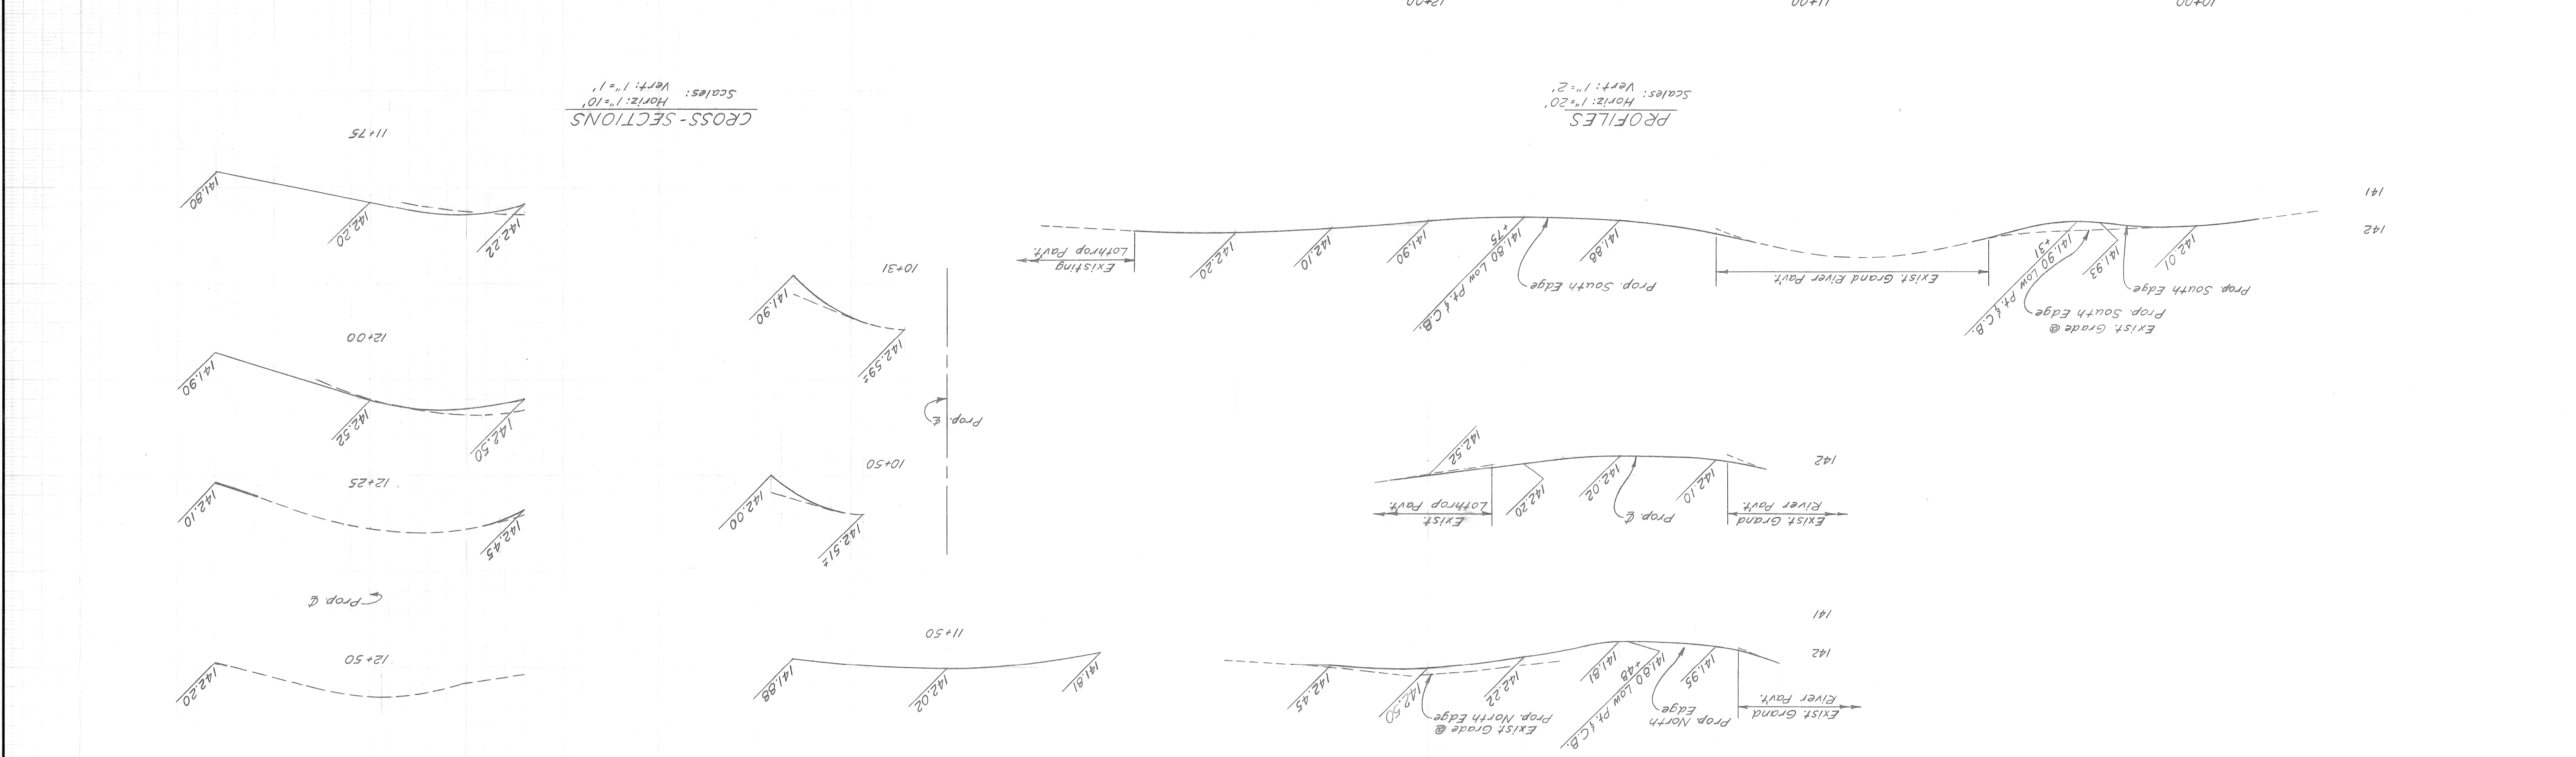 Exist. Grand
River Pav't.
Prop. North
Edge
141.95
141.80 Low Pt. & C.B.
+48
141.81
142.22
Exist. Grade @
Prop. North Edge
142.50
142.45
142
141
141.81
142.02
141.88
11+50
142.20
12+50
Prop. ℄
Exist. Grand
River Pav't.
142.10
Prop. ℄
142.02
142.20
Exist.
Lothrop Pav't.
142.52
142
142.51±
142.00
10+50
142.45
142.10
12+25
Prop. ℄
142.59±
141.90
10+31
142.50
142.52
141.90
12+00
Exist. Grade @
Prop. South Edge
Prop. South Edge
142.01
141.93
141.90 Low Pt. & C.B.
+31
Exist. Grand River Pav't.
Prop. South Edge
141.88
141.80 Low Pt. & C.B.
+75
141.90
142.10
142.20
Existing
Lothrop Pav't.
142
141
142.22
142.20
141.80
11+75
PROFILES
Scales: Horiz: 1"=20'
Vert: 1"=2'
CROSS-SECTIONS
Scales: Horiz: 1"=10'
Vert: 1"=1'
10+00
11+00
12+00